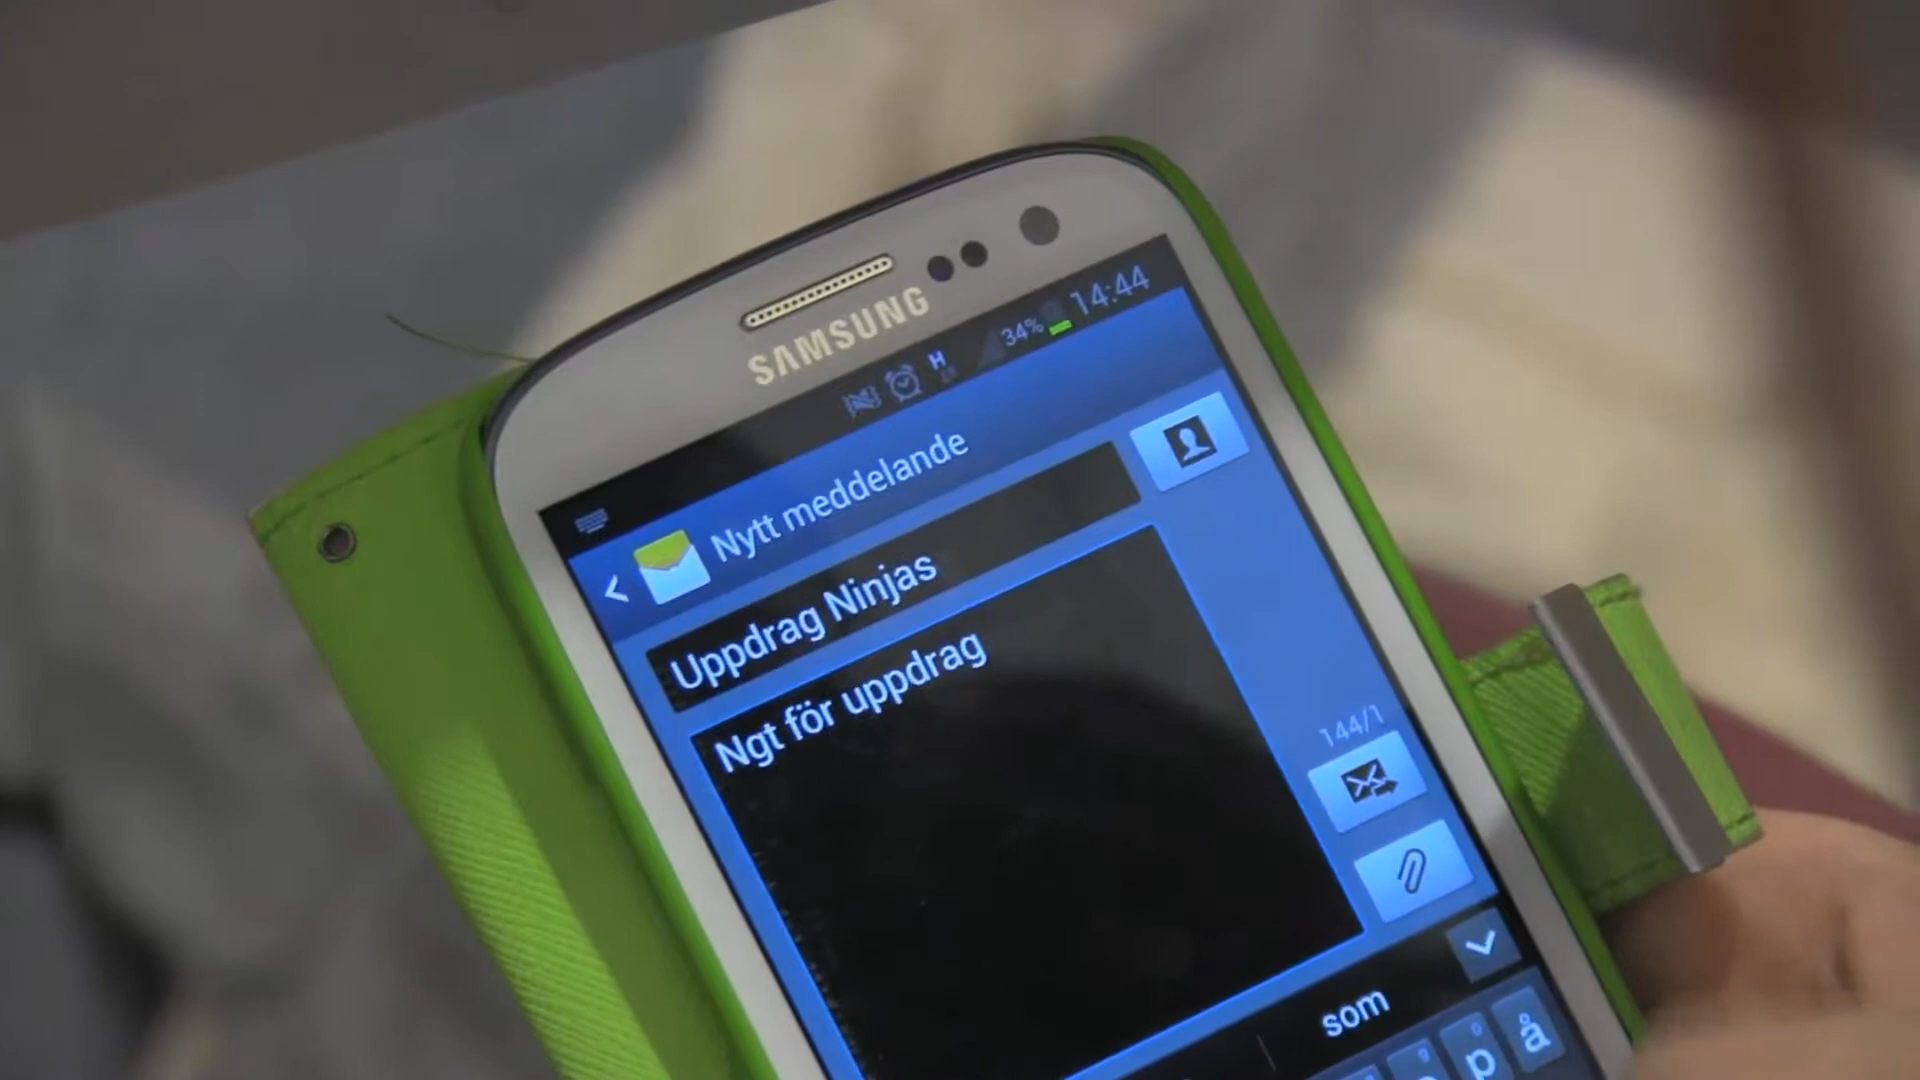 SAMSUNG
H 34% 14:44
Nytt meddelande
Uppdrag Ninjas
Ngt för uppdrag
144/1
som
p å